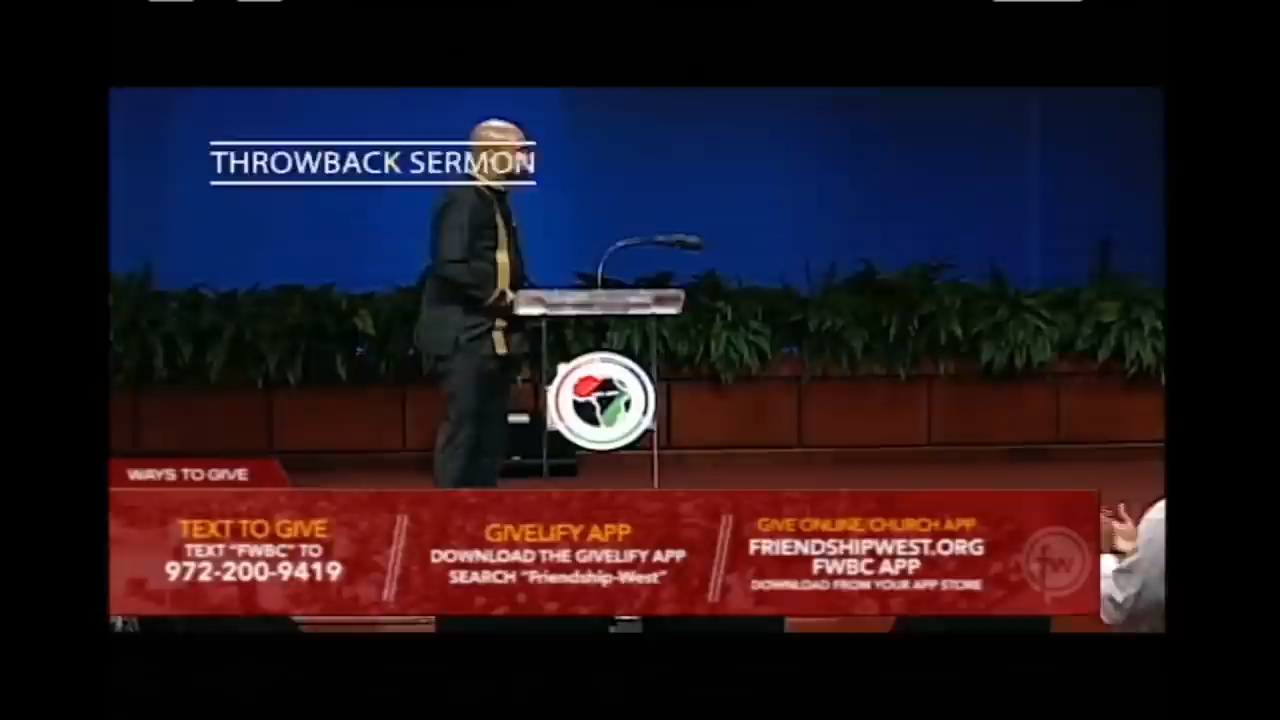 THROWBACK SERMON
WAYS TO GIVE
TEXT TO GIVE
TEXT "FWBC" TO
972-200-9419
GIVELIFY APP
DOWNLOAD THE GIVELIFY APP
SEARCH "Friendship-West"
GIVE ONLINE/CHURCH APP
FRIENDSHIPWEST.ORG
FWBC APP
DOWNLOAD FROM YOUR APP STORE
fw